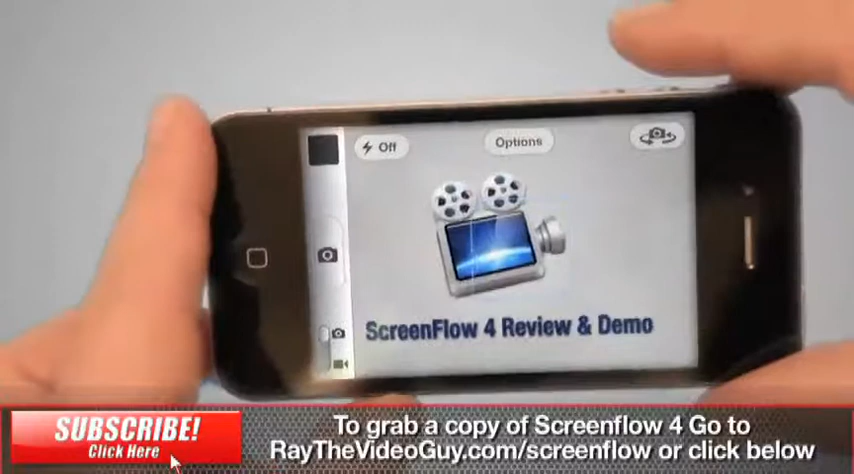 Off
Options
ScreenFlow 4 Review & Demo
SUBSCRIBE!
Click Here
To grab a copy of Screenflow 4 Go to
RayTheVideoGuy.com/screenflow or click below